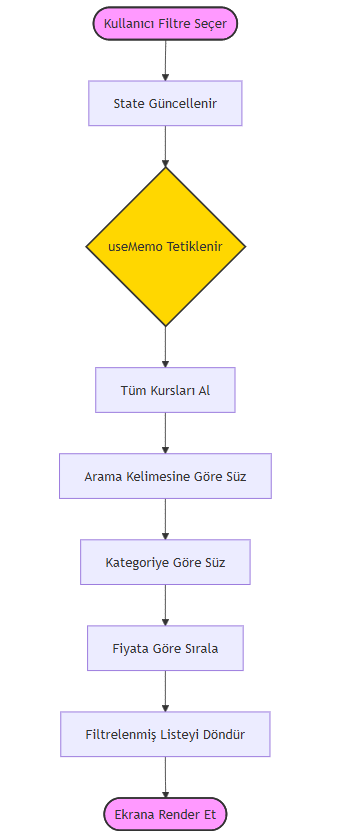 Kullanıcı Filtre Seçer
State Güncellenir
useMemo Tetiklenir
Tüm Kursları Al
Arama Kelimesine Göre Süz
Kategoriye Göre Süz
Fiyata Göre Sırala
Filtrelenmiş Listeyi Döndür
Ekrana Render Et